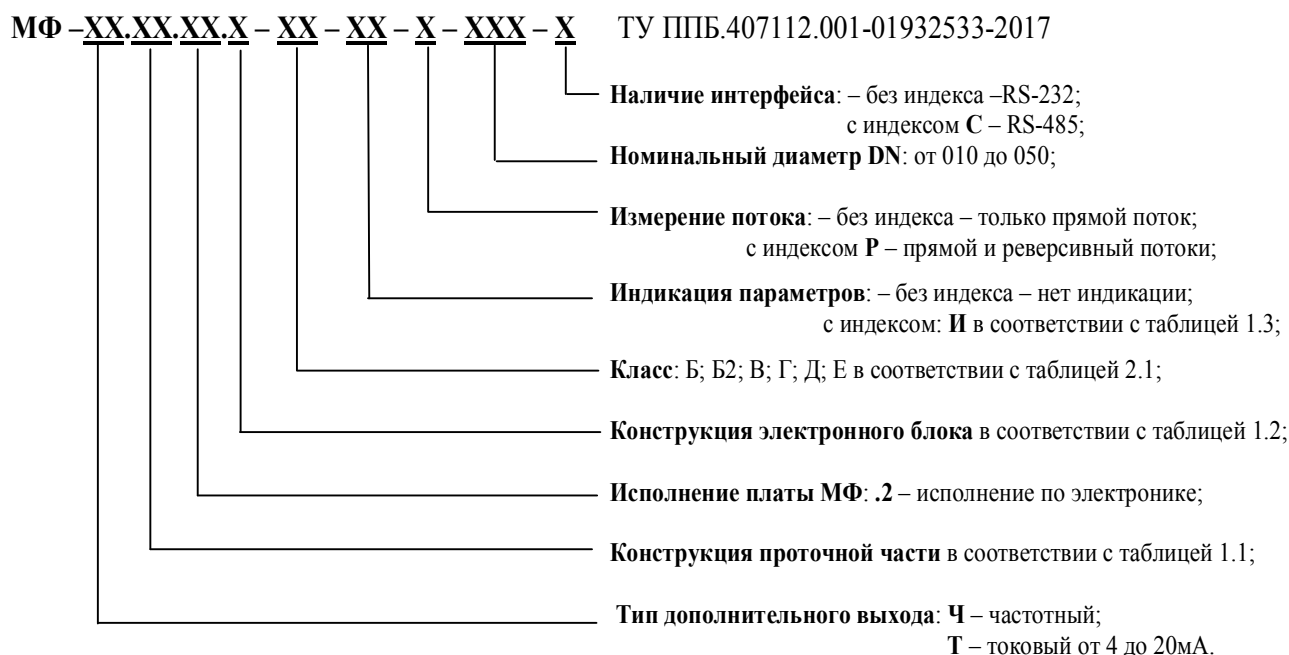 МФ –XX.XX.XX.X – XX – XX – X – XXX – X ТУ ППБ.407112.001-01932533-2017
Наличие интерфейса: – без индекса –RS-232;
с индексом С – RS-485;
Номинальный диаметр DN: от 010 до 050;
Измерение потока: – без индекса – только прямой поток;
с индексом Р – прямой и реверсивный потоки;
Индикация параметров: – без индекса – нет индикации;
с индексом: И в соответствии с таблицей 1.3;
Класс: Б; Б2; В; Г; Д; Е в соответствии с таблицей 2.1;
Конструкция электронного блока в соответствии с таблицей 1.2;
Исполнение платы МФ: .2 – исполнение по электронике;
Конструкция проточной части в соответствии с таблицей 1.1;
Тип дополнительного выхода: Ч – частотный;
Т – токовый от 4 до 20мА.